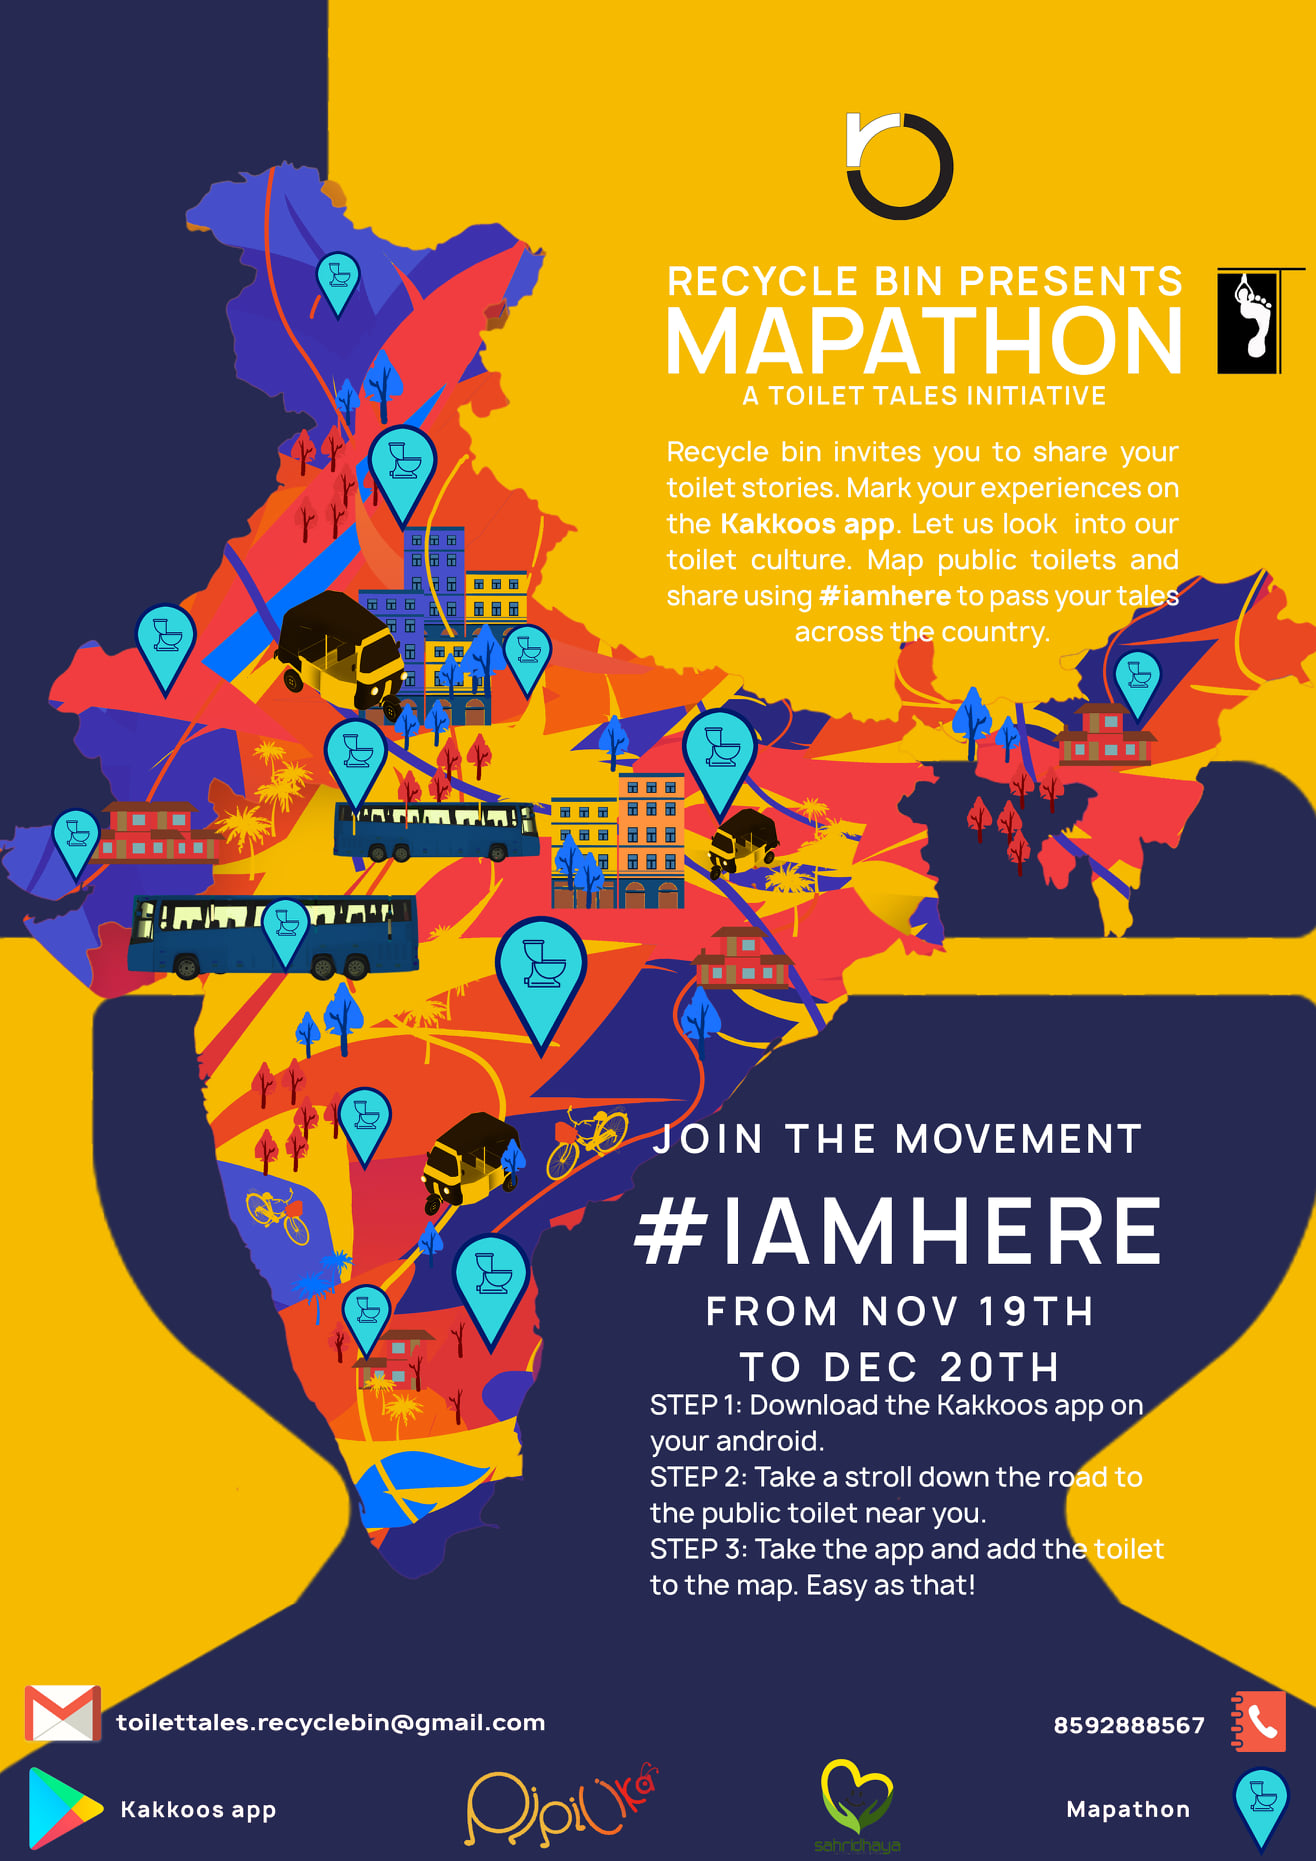 RECYCLE BIN PRESENTS
MAPATHON
A TOILET TALES INITIATIVE
Recycle bin invites you to share your
toilet stories. Mark your experiences on
the Kakkoos app. Let us look into our
toilet culture. Map public toilets and
share using #iamhere to pass your tales
across the country.
JOIN THE MOVEMENT
#IAMHERE
FROM NOV 19TH
TO DEC 20TH
STEP 1: Download the Kakkoos app on
your android.
STEP 2: Take a stroll down the road to
the public toilet near you.
STEP 3: Take the app and add the toilet
to the map. Easy as that!
toilettales.recyclebin@gmail.com
8592888567
Kakkoos app
sahridhaya
Mapathon